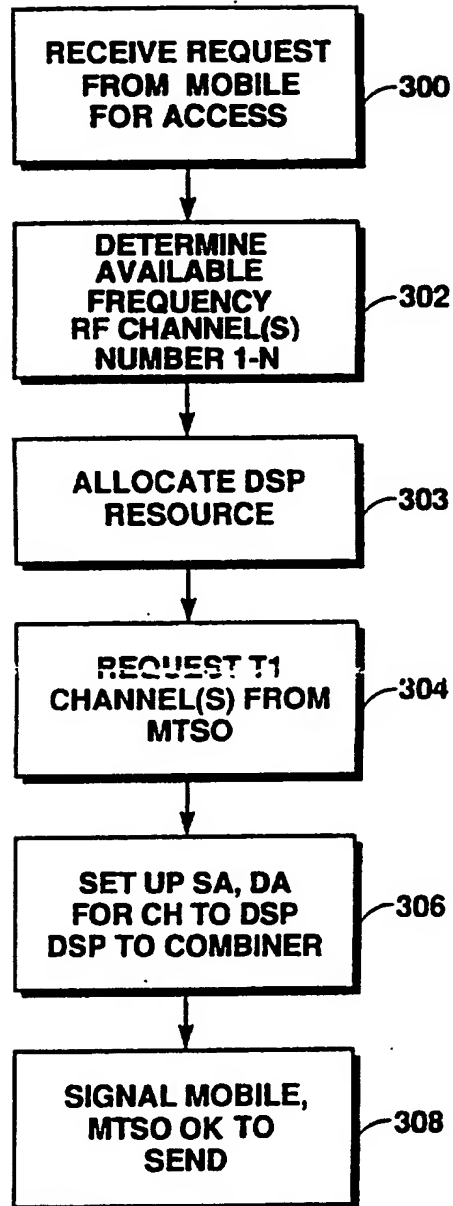 RECEIVE REQUEST
FROM MOBILE
FOR ACCESS
300
DETERMINE
AVAILABLE
FREQUENCY
RF CHANNEL(S)
NUMBER 1-N
302
ALLOCATE DSP
RESOURCE
303
REQUEST T1
CHANNEL(S) FROM
MTSO
304
SET UP SA, DA
FOR CH TO DSP
DSP TO COMBINER
306
SIGNAL MOBILE,
MTSO OK TO
SEND
308